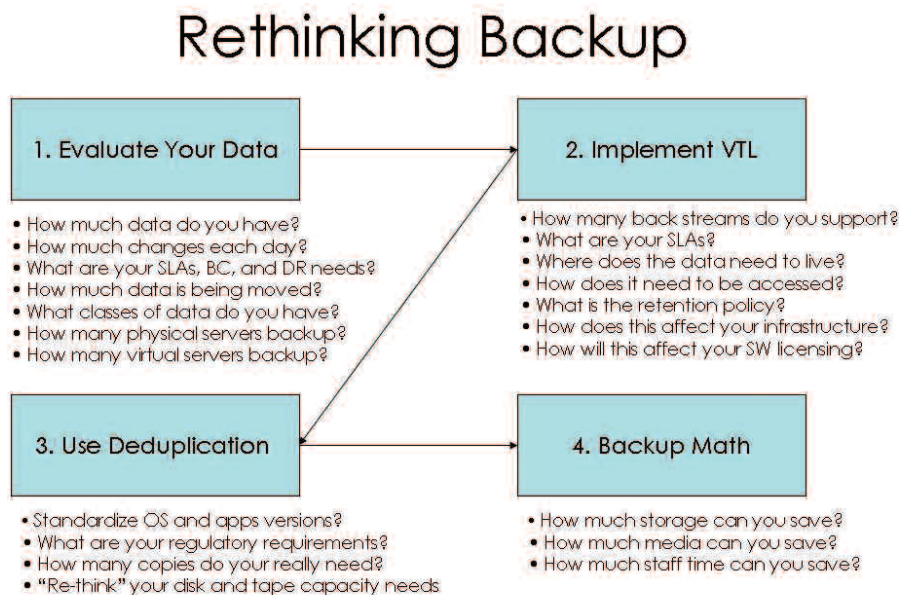 Rethinking Backup
1. Evaluate Your Data
• How much data do you have?
• How much changes each day?
• What are your SLAs, BC, and DR needs?
• How much data is being moved?
• What classes of data do you have?
• How many physical servers backup?
• How many virtual servers backup?
2. Implement VTL
• How many back streams do you support?
• What are your SLAs?
• Where does the data need to live?
• How does it need to be accessed?
• What is the retention policy?
• How does this affect your infrastructure?
• How will this affect your SW licensing?
3. Use Deduplication
• Standardize OS and apps versions?
• What are your regulatory requirements?
• How many copies do your really need?
• “Re-think” your disk and tape capacity needs
4. Backup Math
• How much storage can you save?
• How much media can you save?
• How much staff time can you save?